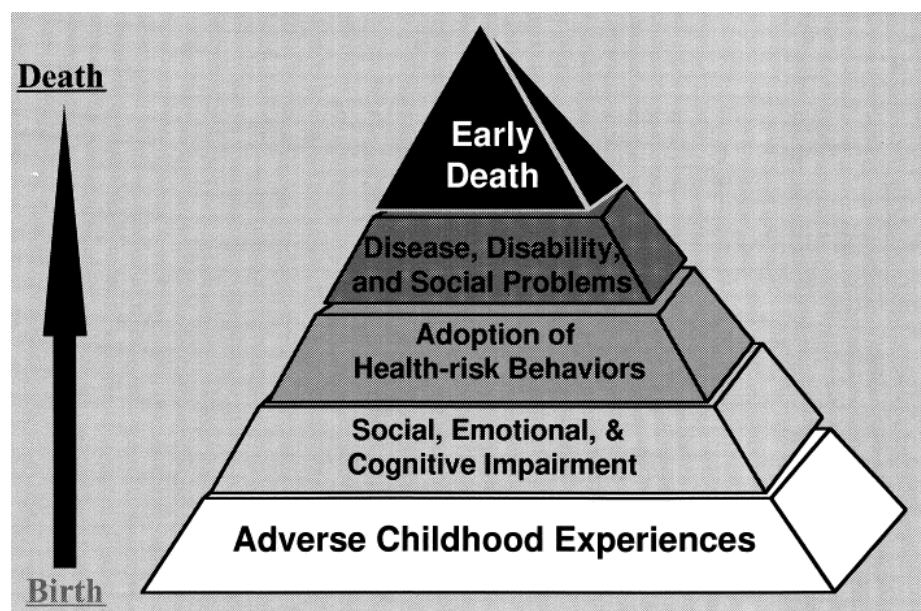 Death
Early
Death
Disease, Disability,
and Social Problems
Adoption of
Health-risk Behaviors
Social, Emotional, &
Cognitive Impairment
Adverse Childhood Experiences
Birth